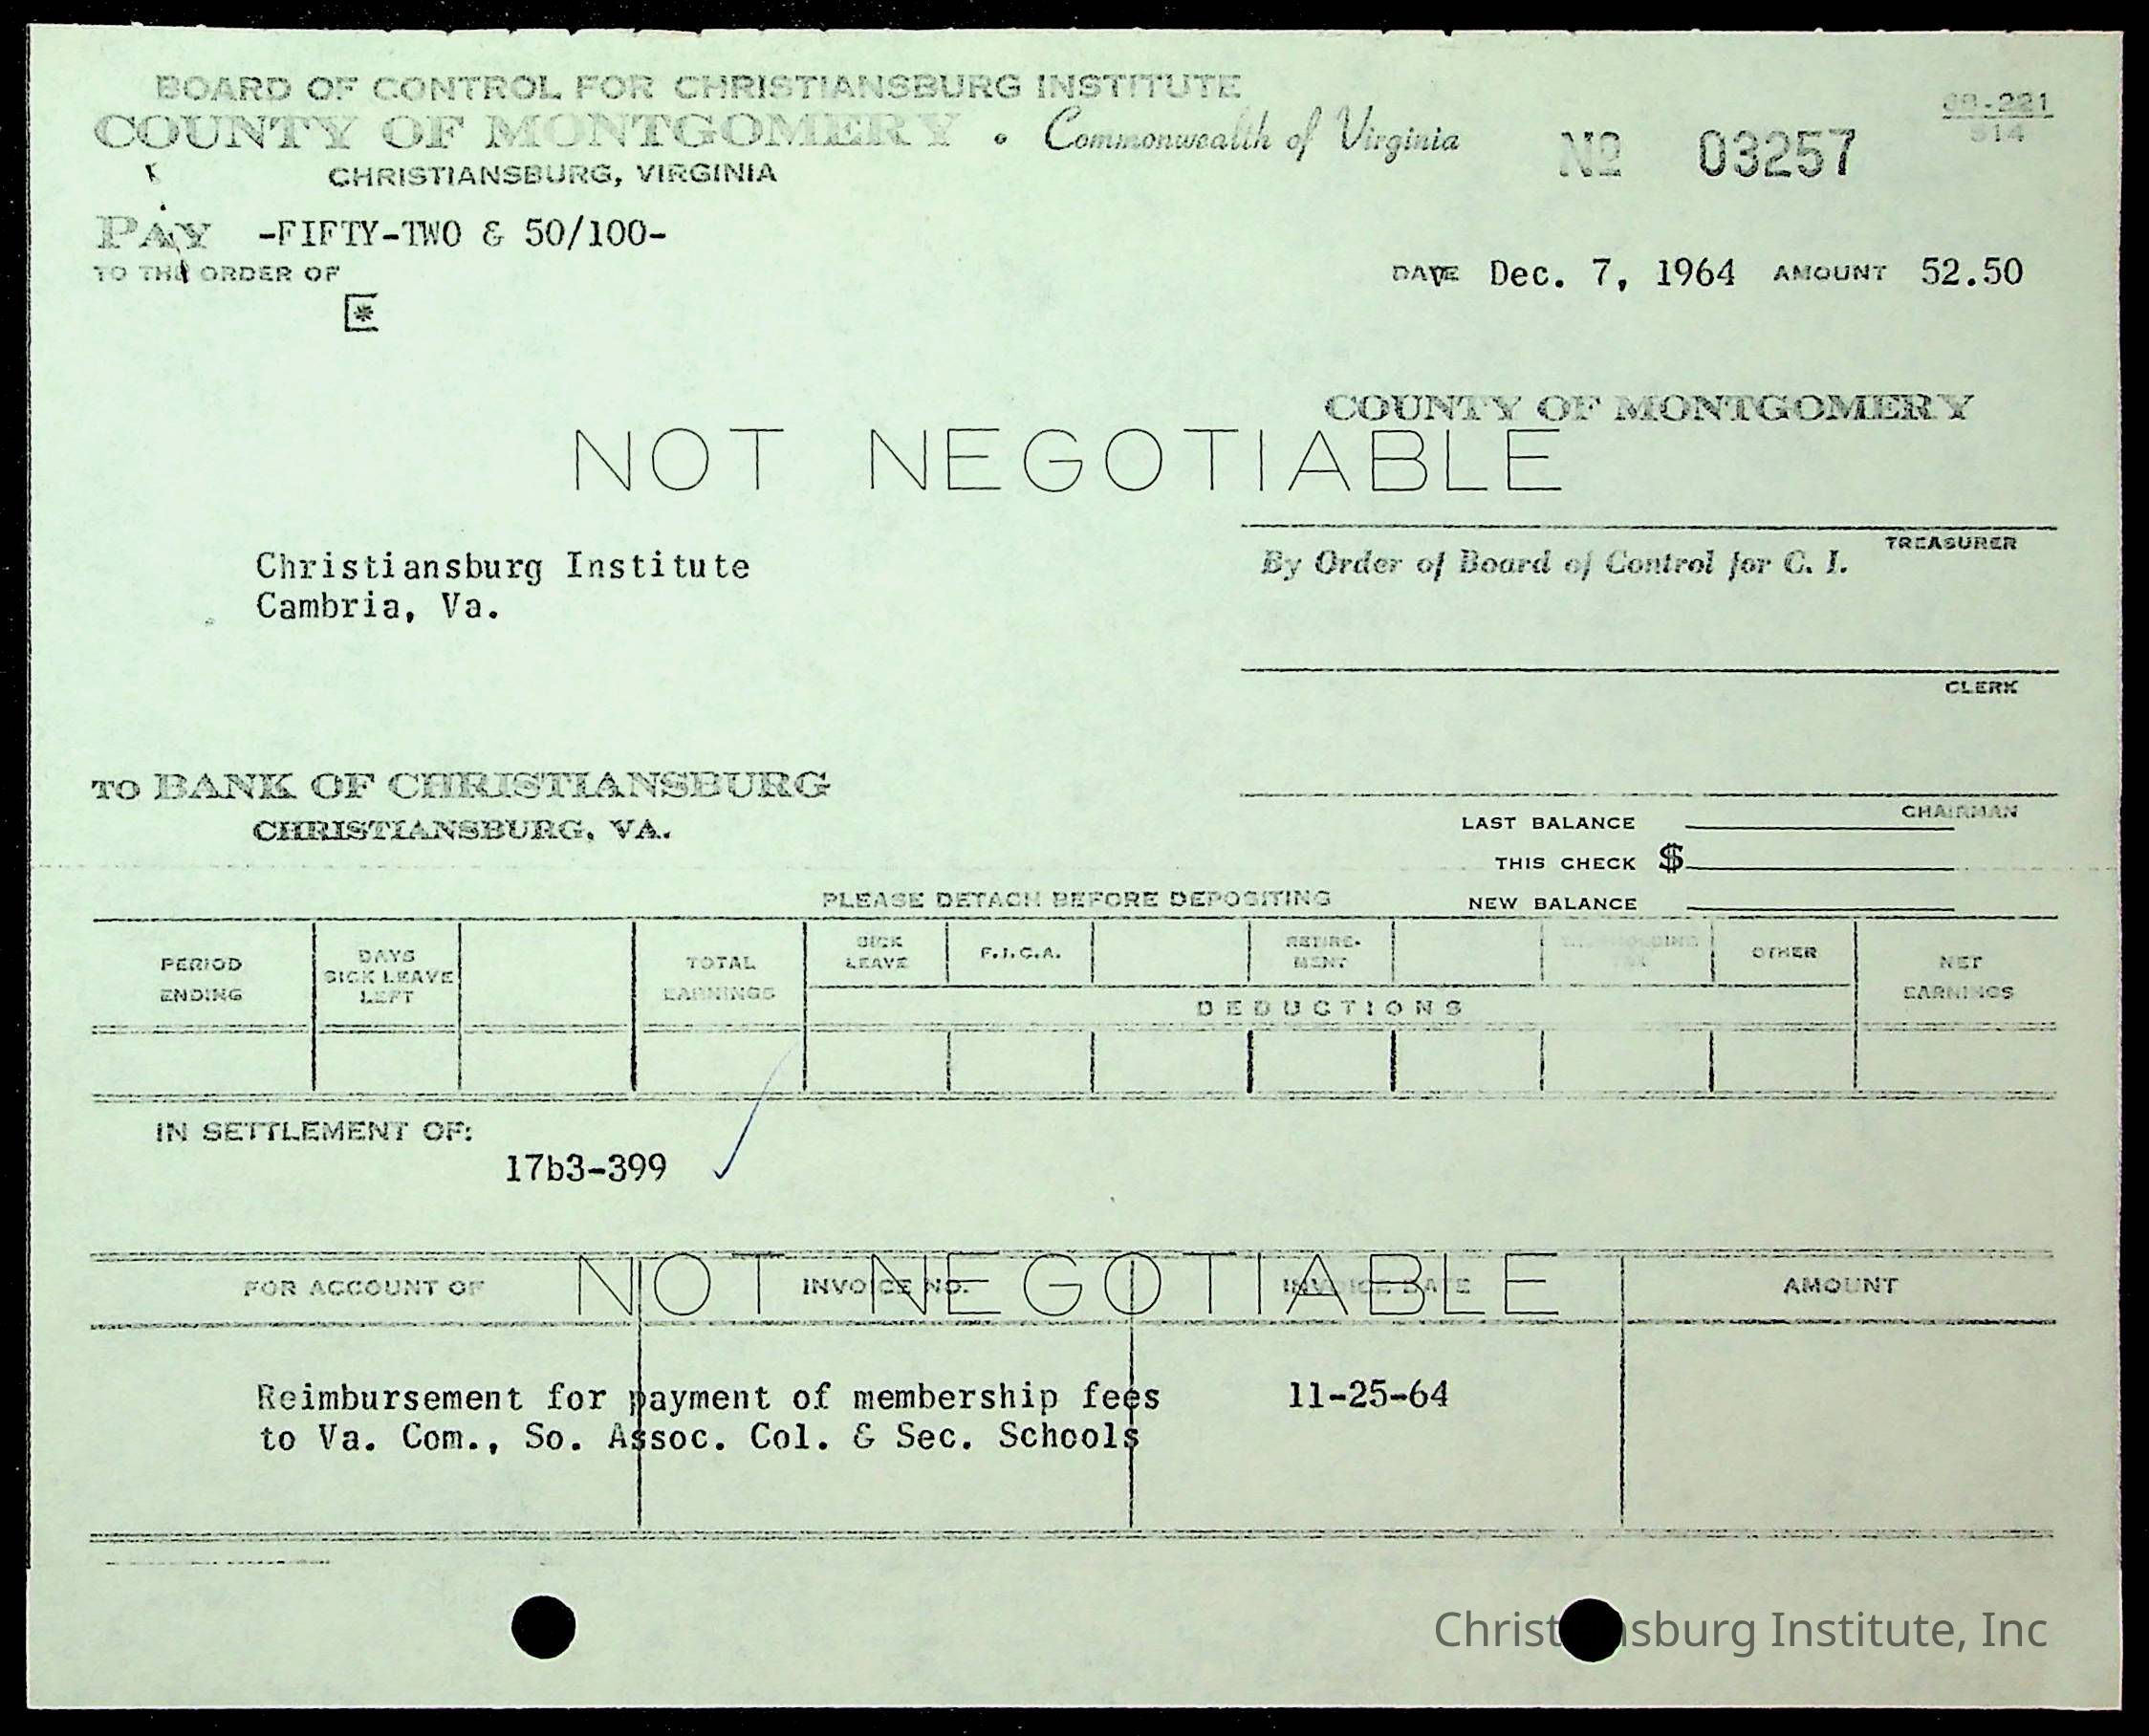 BOARD OF CONTROL FOR CHRISTIANSBURG INSTITUTE
COUNTY OF MONTGOMERY • Commonwealth of Virginia
CHRISTIANSBURG, VIRGINIA
No 03257
221
514
PAY -FIFTY-TWO & 50/100-
TO THE ORDER OF
DATE Dec. 7, 1964 AMOUNT 52.50
*
COUNTY OF MONTGOMERY
NOT NEGOTIABLE
TREASURER
Christiansburg Institute
Cambria, Va.
By Order of Board of Control for C. I.
CLERK
TO BANK OF CHRISTIANSBURG
CHRISTIANSBURG, VA.
CHAIRMAN
LAST BALANCE
THIS CHECK $
NEW BALANCE
PLEASE DETACH BEFORE DEPOSITING
PERIOD ENDING
DAYS SICK LEAVE LEFT
TOTAL EARNINGS
SICK LEAVE
F.I.C.A.
RETIRE-MENT
WITHHOLDING TAX
OTHER
NET EARNINGS
DEDUCTIONS
IN SETTLEMENT OF:
17b3-399
NOT NEGOTIABLE
FOR ACCOUNT OF INVOICE NO. INVOICE DATE AMOUNT
Reimbursement for payment of membership fees 11-25-64
to Va. Com., So. Assoc. Col. & Sec. Schools
Christiansburg Institute, Inc